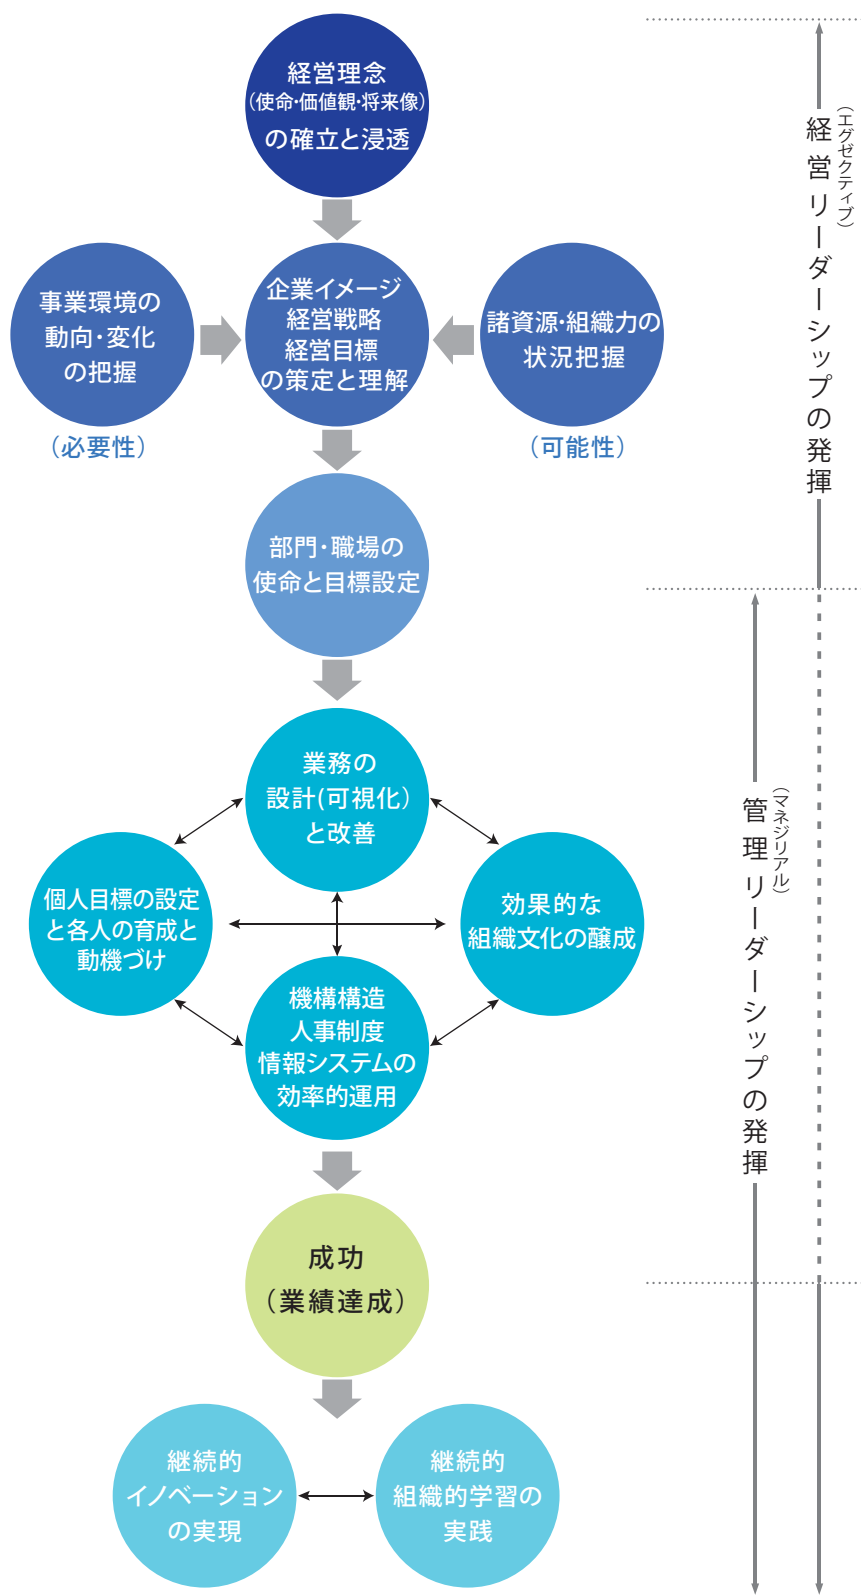 経営理念
(使命・価値観・将来像)
の確立と浸透
事業環境の
動向・変化
の把握
(必要性)
企業イメージ
経営戦略
経営目標
の策定と理解
諸資源・組織力の
状況把握
(可能性)
部門・職場の
使命と目標設定
業務の
設計(可視化)
と改善
個人目標の設定
と各人の育成と
動機づけ
効果的な
組織文化の醸成
機構構造
人事制度
情報システムの
効率的運用
成功
(業績達成)
継続的
イノベーション
の実現
継続的
組織的学習の
実践
(エグゼクティブ)
経営リーダーシップの発揮
(マネジリアル)
管理リーダーシップの発揮